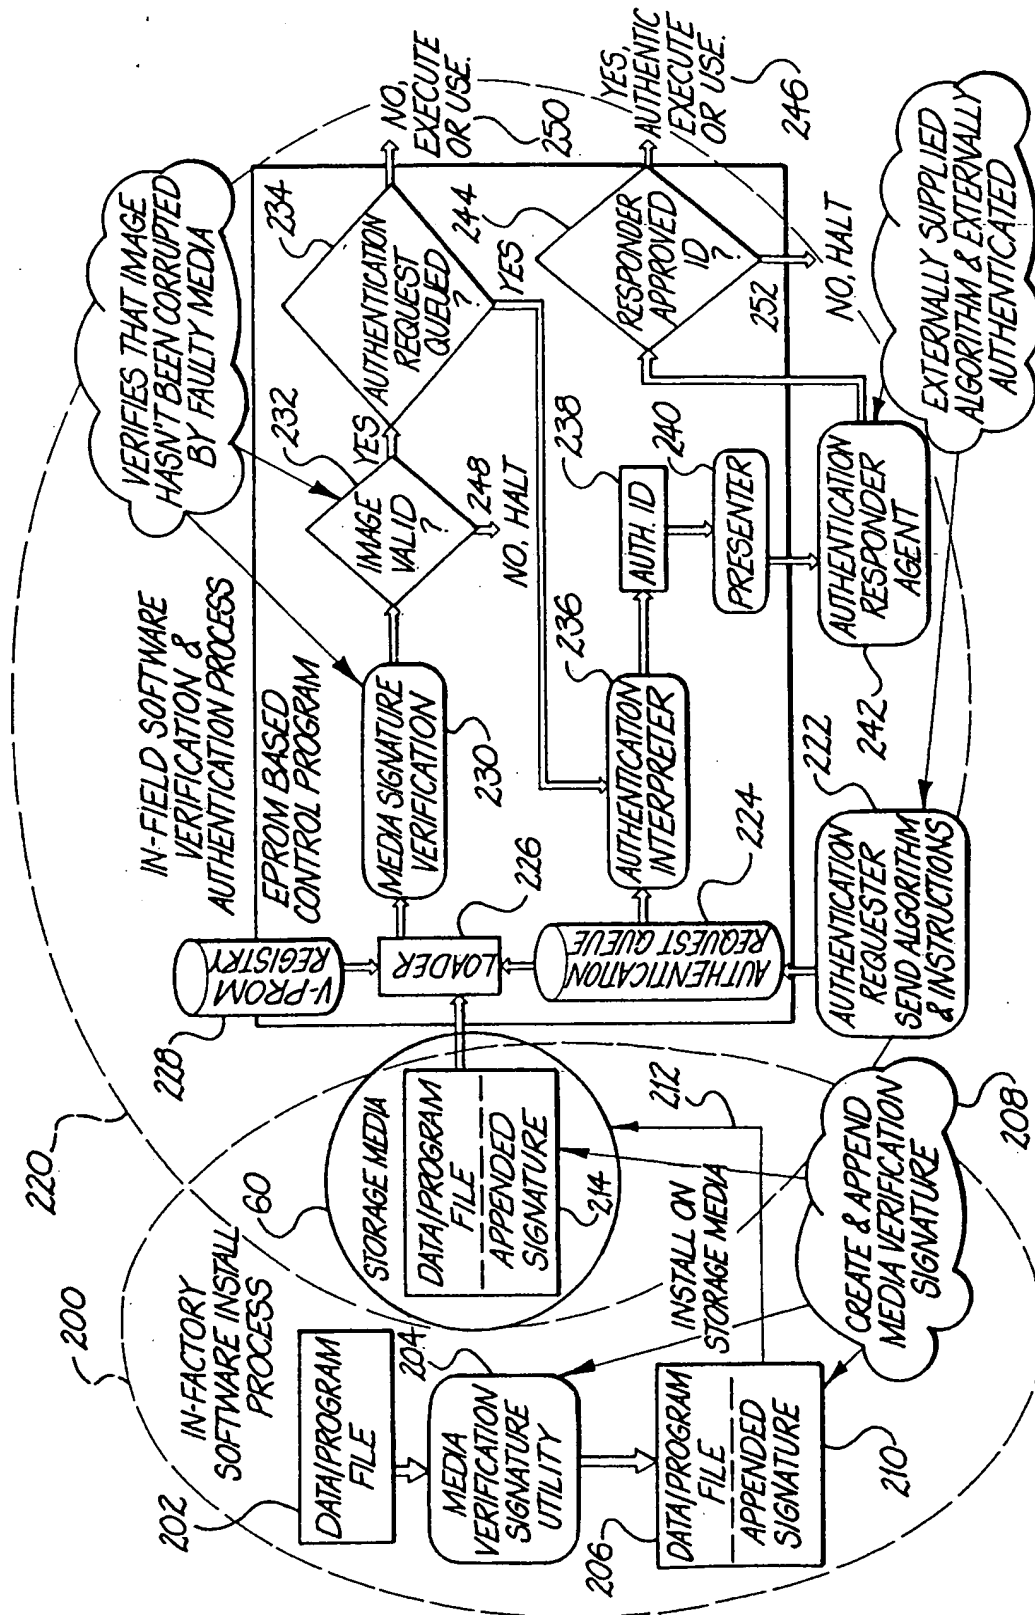 200
IN-FACTORY
SOFTWARE INSTALL
PROCESS
202
DATA/PROGRAM
FILE
204
MEDIA
VERIFICATION
SIGNATURE
UTILITY
206
DATA/PROGRAM
FILE
APPENDED
SIGNATURE
210
INSTALL ON
STORAGE MEDIA
212
CREATE & APPEND
MEDIA VERIFICATION
SIGNATURE
208
220
60
STORAGE MEDIA
DATA/PROGRAM
FILE
APPENDED
SIGNATURE
214
IN-FIELD SOFTWARE
VERIFICATION &
AUTHENTICATION PROCESS
228
V-PROM
REGISTRY
EPROM BASED
CONTROL PROGRAM
LOADER
226
AUTHENTICATION
REQUEST QUEUE
224
AUTHENTICATION
REQUESTER
SEND ALGORITHM
& INSTRUCTIONS
222
MEDIA SIGNATURE
VERIFICATION
230
VERIFIES THAT IMAGE
HASN'T BEEN CORRUPTED
BY FAULTY MEDIA
IMAGE
VALID
?
232
YES
248
NO, HALT
AUTHENTICATION
REQUEST
QUEUED
?
234
YES
NO,
EXECUTE
OR USE.
250
AUTHENTICATION
INTERPRETER
236
AUTH. ID
238
PRESENTER
240
AUTHENTICATION
RESPONDER
AGENT
242
RESPONDER
APPROVED
ID
?
244
YES,
AUTHENTIC
EXECUTE
OR USE.
246
252
NO, HALT
EXTERNALLY SUPPLIED
ALGORITHM & EXTERNALLY
AUTHENTICATED